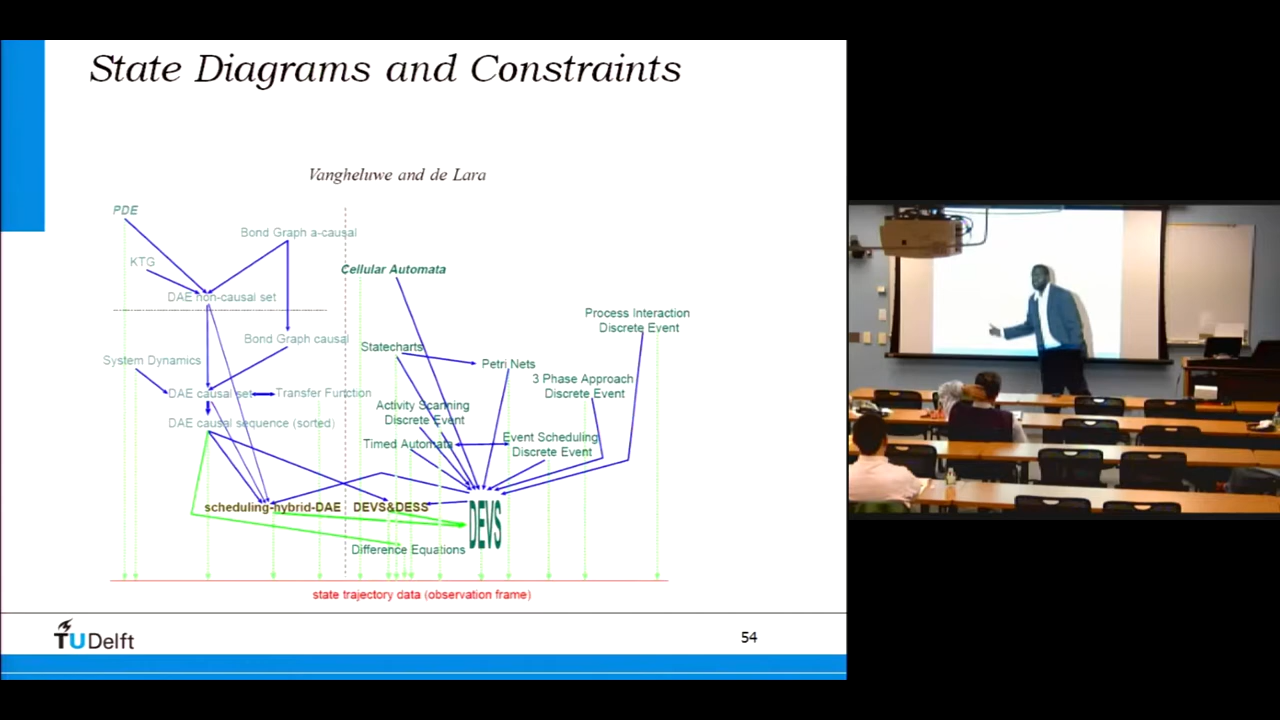 State Diagrams and Constraints
Vangheluwe and de Lara
PDE
Bond Graph a-causal
KTG
Cellular Automata
DAE non-causal set
Process Interaction
Discrete Event
Bond Graph causal
Statecharts
System Dynamics
Petri Nets
3 Phase Approach
Discrete Event
DAE causal set
Transfer Function
Activity Scanning
Discrete Event
DAE causal sequence (sorted)
Timed Automata
Event Scheduling
Discrete Event
scheduling-hybrid-DAE
DEVS&DESS
DEVS
Difference Equations
state trajectory data (observation frame)
TUDelft
54